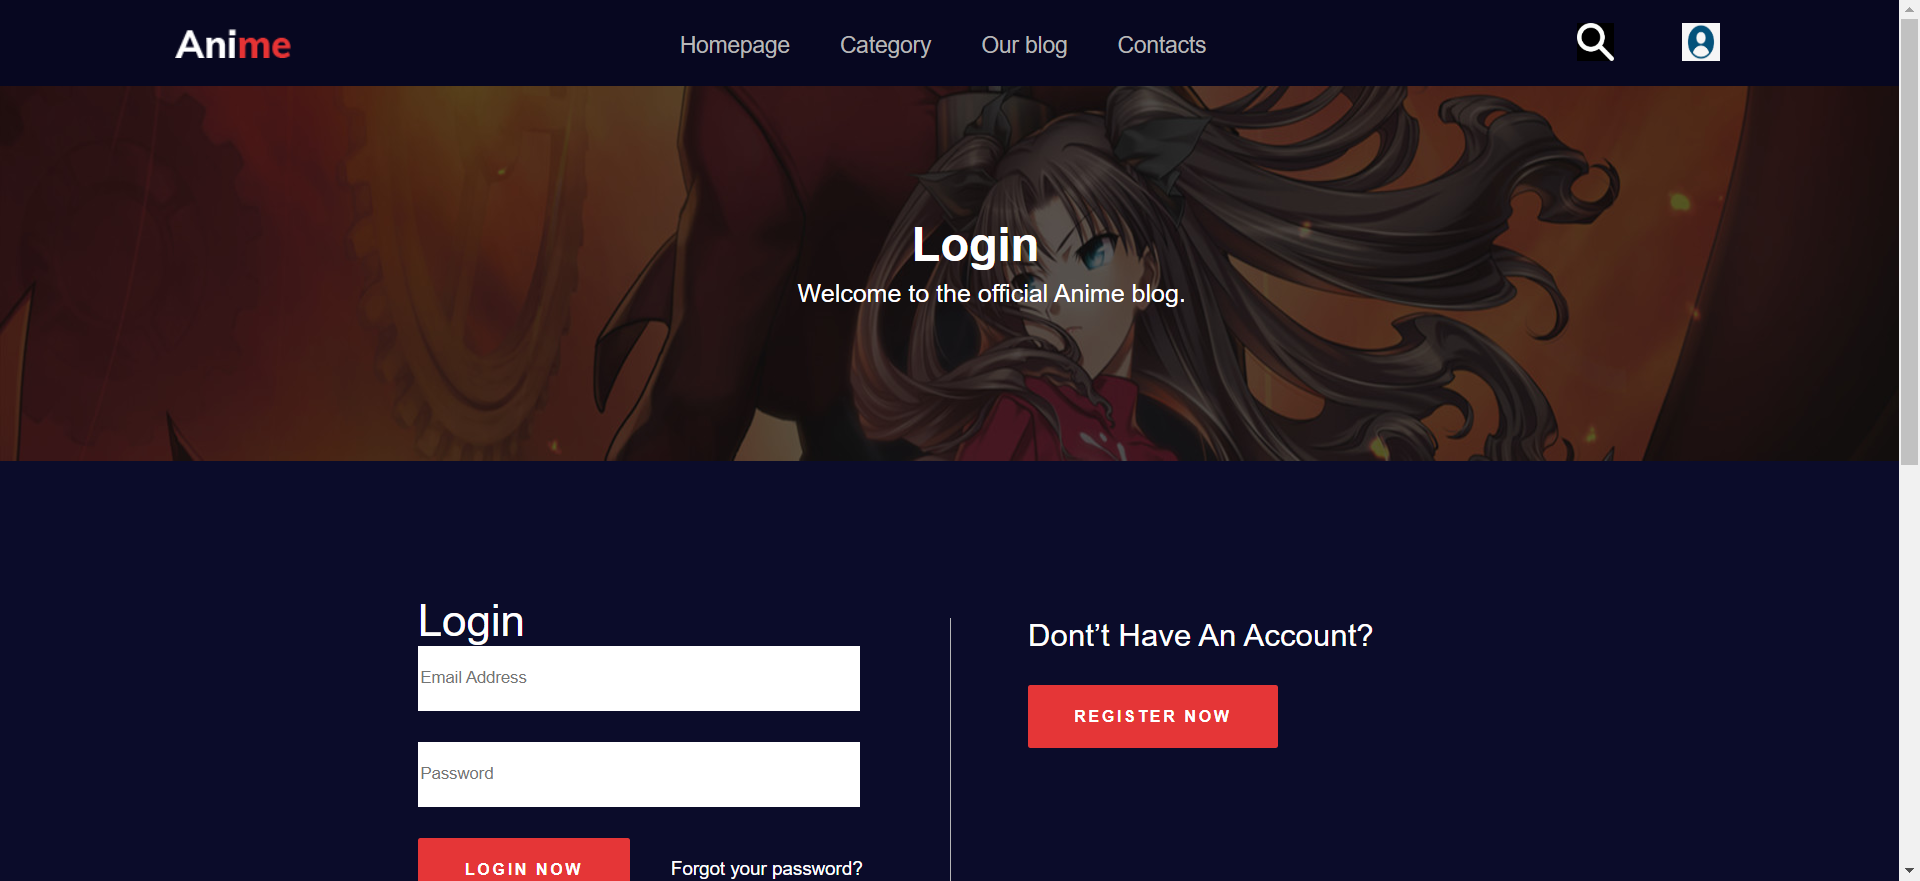 Anime
Homepage Category Our blog Contacts
Login
Welcome to the official Anime blog.
Login
Email Address
Password
LOGIN NOW Forgot your password?
Dont’t Have An Account?
REGISTER NOW